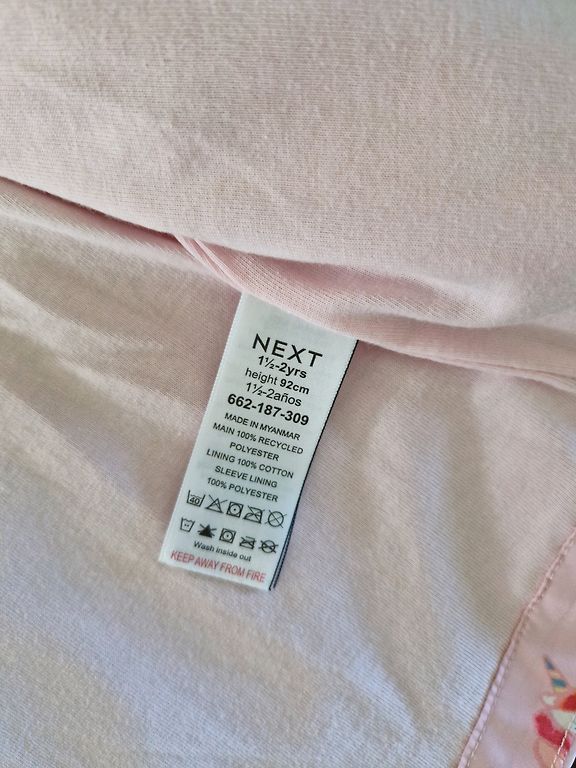 NEXT
1½-2yrs
height 92cm
1½-2años
662-187-309
MADE IN MYANMAR
MAIN 100% RECYCLED
POLYESTER
LINING 100% COTTON
SLEEVE LINING
100% POLYESTER
40
Wash inside out
KEEP AWAY FROM FIRE